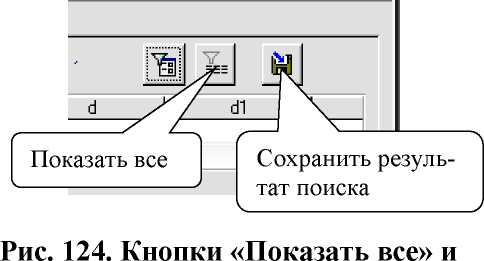 d d1
Показать все
Сохранить резуль-
тат поиска
Рис. 124. Кнопки «Показать все» и